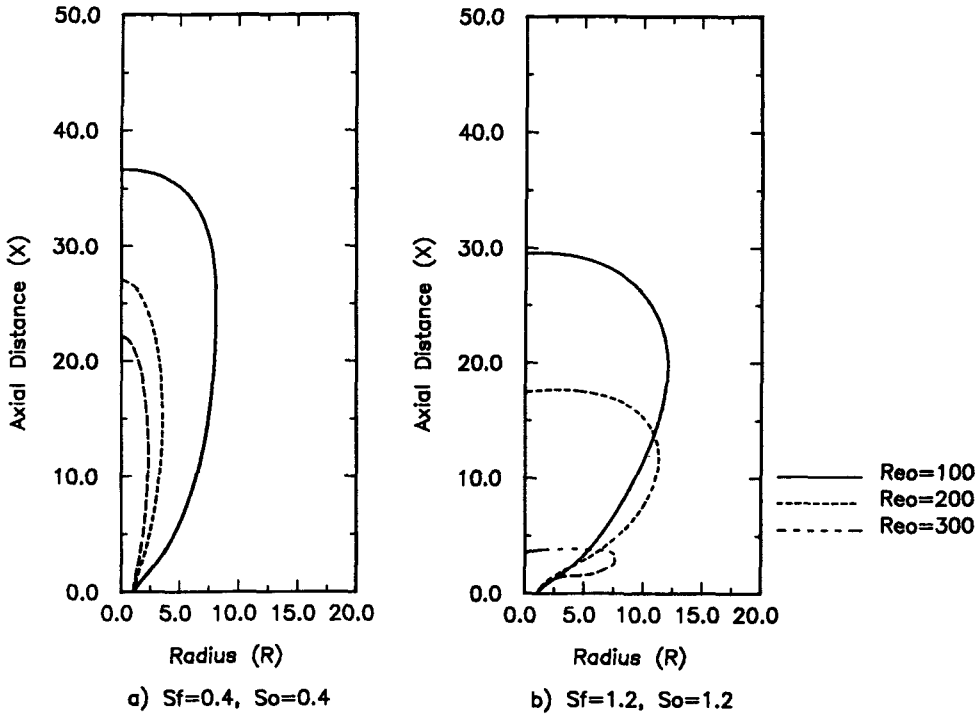 50.0
40.0
30.0
20.0
10.0
0.0
0.0 5.0 10.0 15.0 20.0
Axial Distance (X)
Radius (R)
a) Sf=0.4, So=0.4
50.0
40.0
30.0
20.0
10.0
0.0
0.0 5.0 10.0 15.0 20.0
Axial Distance (X)
Radius (R)
b) Sf=1.2, So=1.2
Reo=100
Reo=200
Reo=300